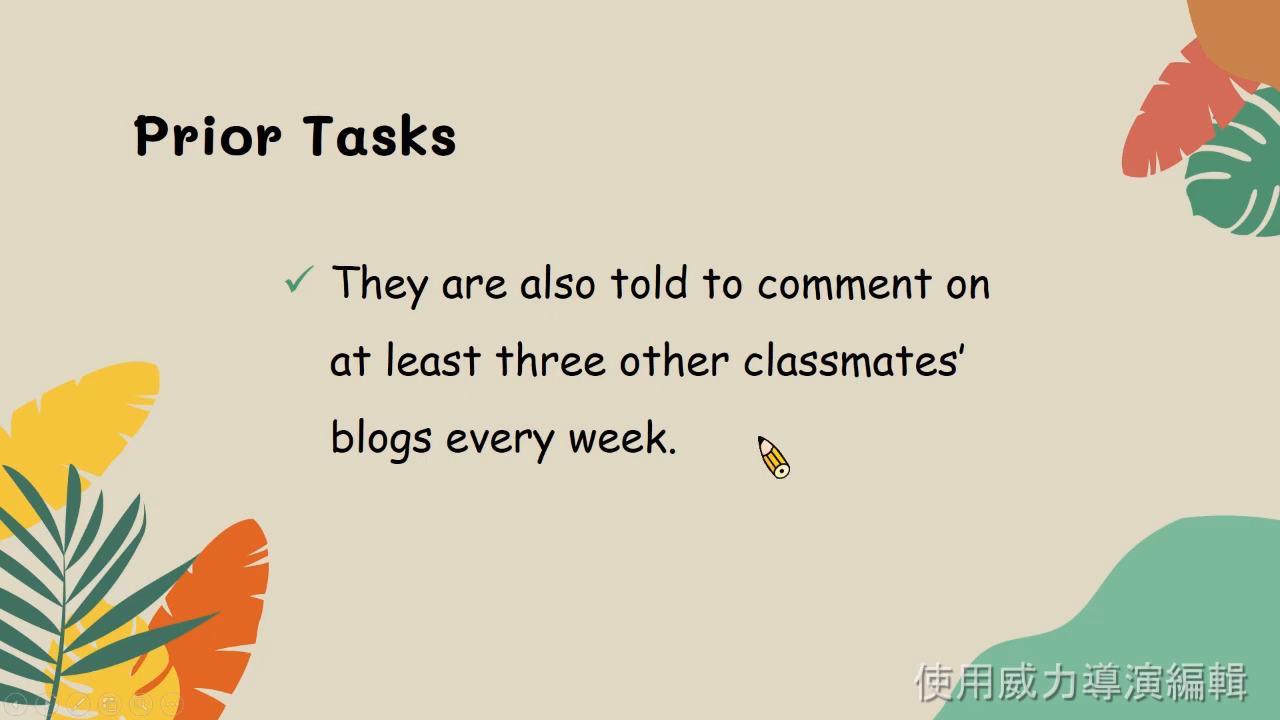 Prior Tasks
✓ They are also told to comment on
at least three other classmates’
blogs every week.
使用威力導演編輯